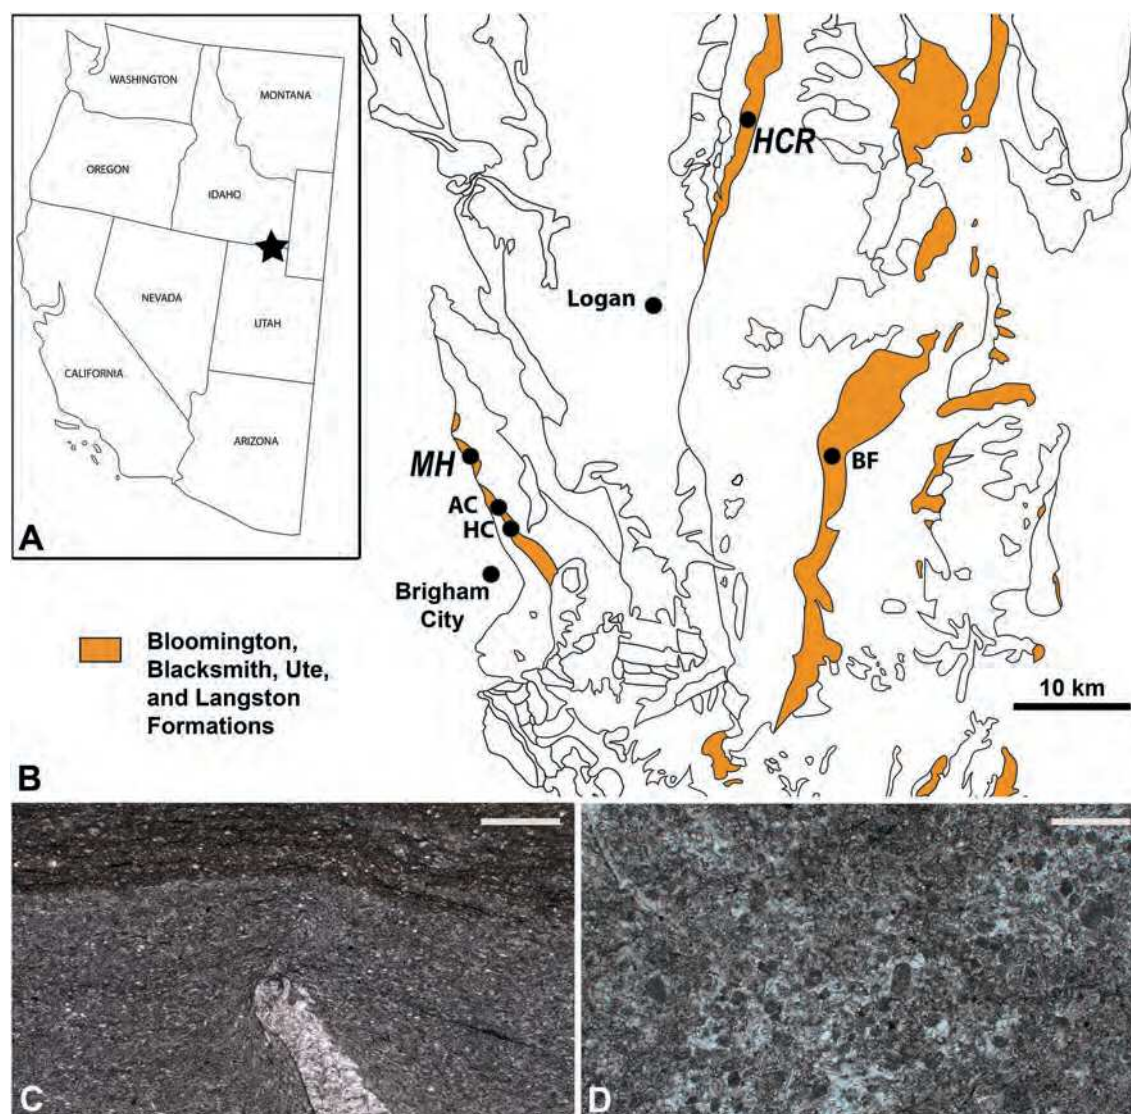 WASHINGTON
MONTANA
OREGON
IDAHO
NEVADA
UTAH
CALIFORNIA
ARIZONA
A
HCR
Logan
MH
BF
AC
HC
Brigham
City
Bloomington,
Blacksmith, Ute,
and Langston
Formations
10 km
B
C
D